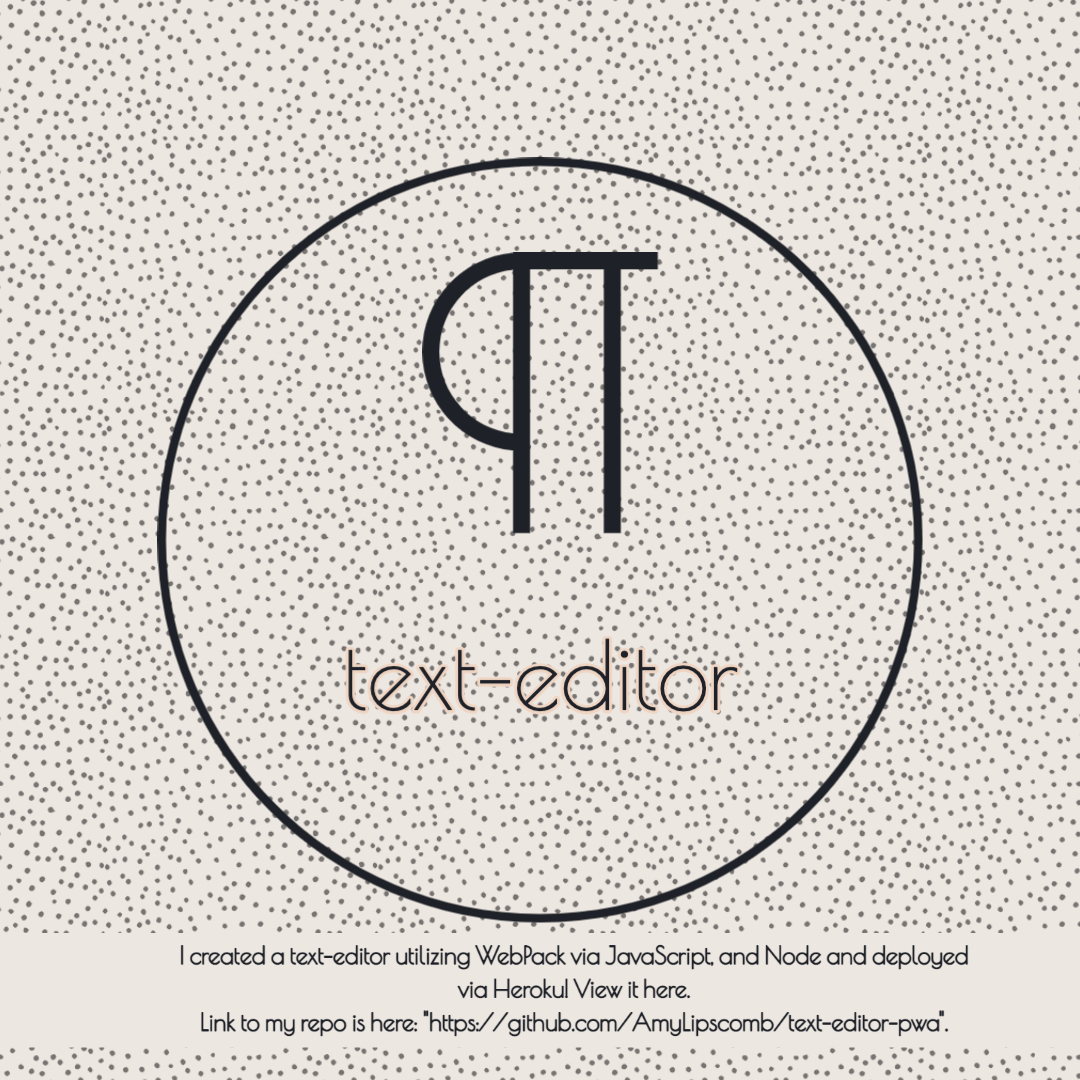 ¶
text-editor
I created a text-editor utilizing WebPack via JavaScript, and Node and deployed
via Heroku! View it here.
Link to my repo is here: "https://github.com/AmyLipscomb/text-editor-pwa".